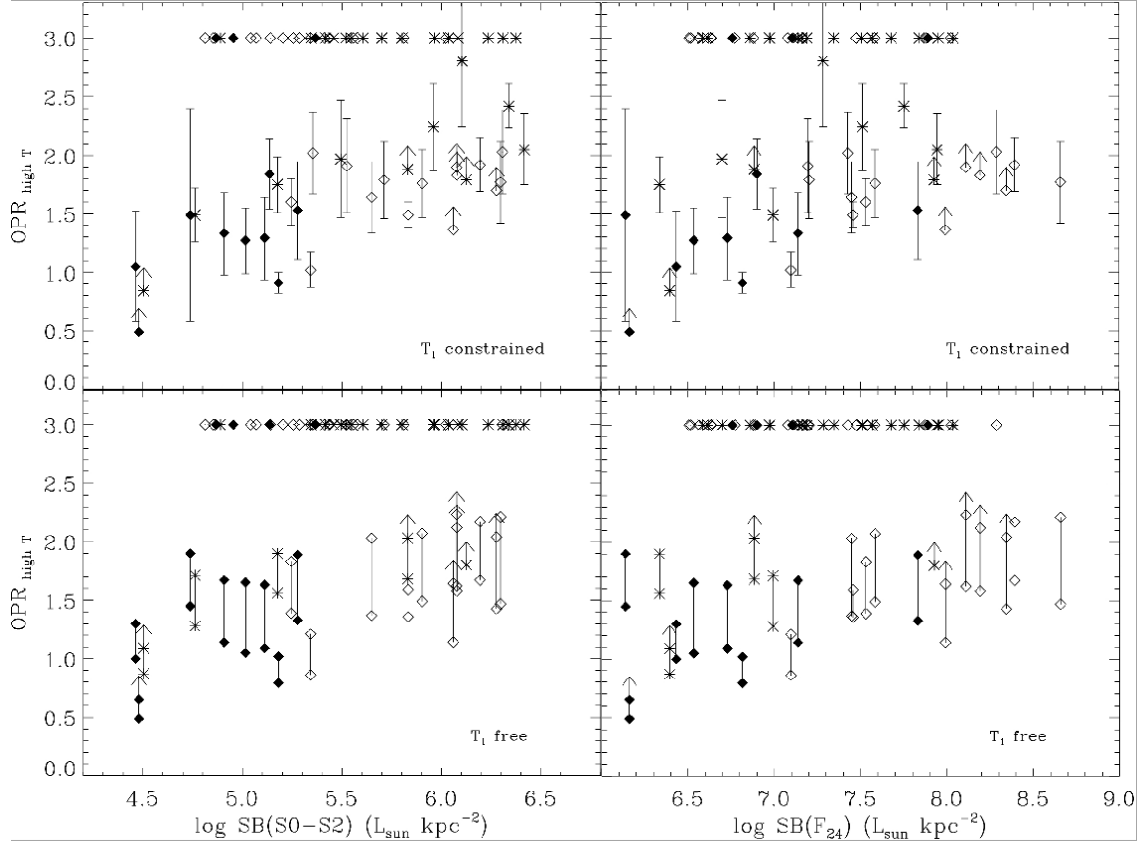 3.0
2.5
2.0
1.5
1.0
0.5
0.0
OPR high T
T1 constrained
T1 constrained
3.0
2.5
2.0
1.5
1.0
0.5
0.0
OPR high T
T1 free
T1 free
4.5 5.0 5.5 6.0 6.5
6.5 7.0 7.5 8.0 8.5 9.0
log SB(S0−S2) (Lsun kpc−2)
log SB(F24) (Lsun kpc−2)